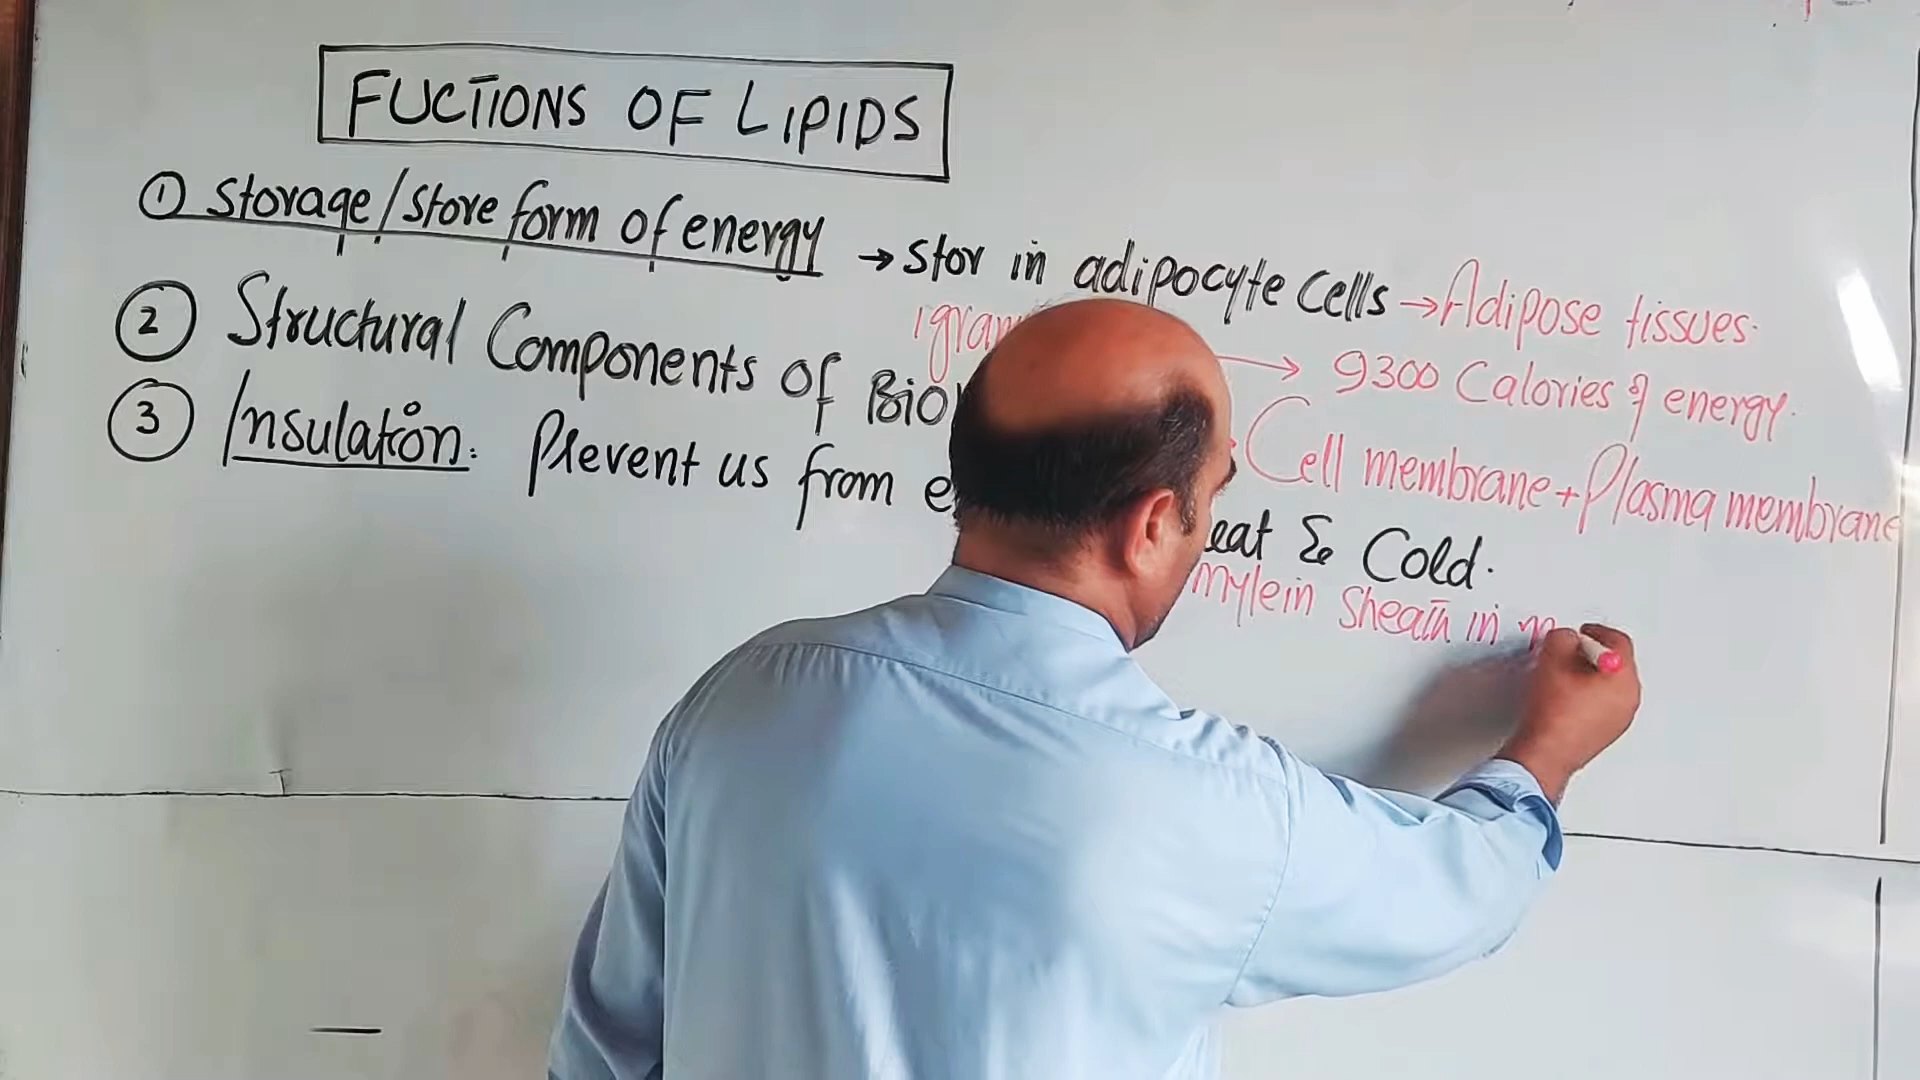 FUCTIONS OF LIPIDS
① Storage/Store form of energy → Stor in adipocyte Cells → Adipose tissues.
1gram → 9300 Calories of energy.
② Structural Components of Bio Cell membrane + Plasma membrane
③ Insulation: Prevent us from & Cold.
mylein Sheath in